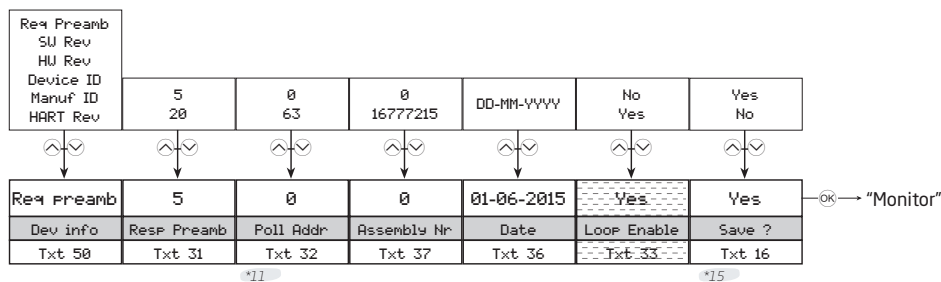 Req Preamb
SW Rev
HW Rev
Device ID
Manuf ID
HART Rev
5
20
0
63
0
16777215
DD-MM-YYYY
No
Yes
Yes
No
Req preamb 5 0 0 01-06-2015 Yes Yes OK "Monitor"
Dev info Resp Preamb Poll Addr Assembly Nr Date Loop Enable Save ?
Txt 50 Txt 31 Txt 32 Txt 37 Txt 36 Txt 33 Txt 16
*11 *15